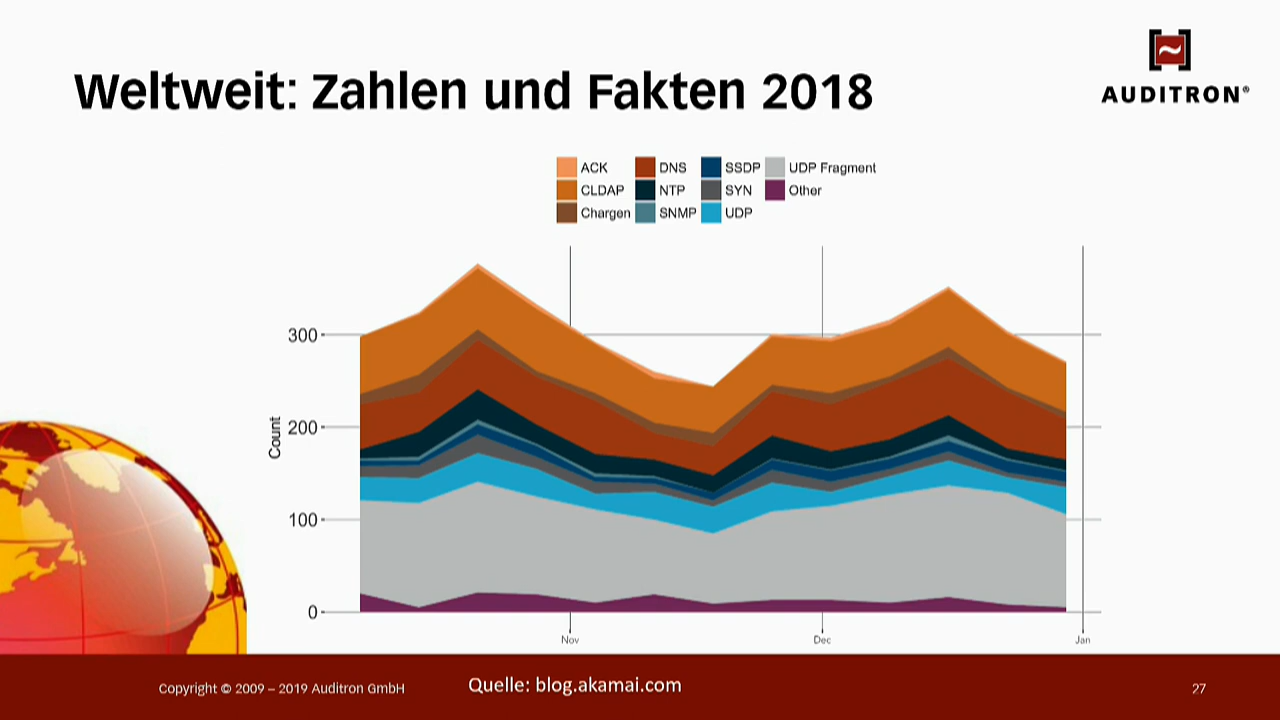 Weltweit: Zahlen und Fakten 2018
AUDITRON®
ACK DNS SSDP UDP Fragment
CLDAP NTP SYN Other
Chargen SNMP UDP
300
200
100
0
Count
Nov Dec Jan
Copyright © 2009 – 2019 Auditron GmbH Quelle: blog.akamai.com 27